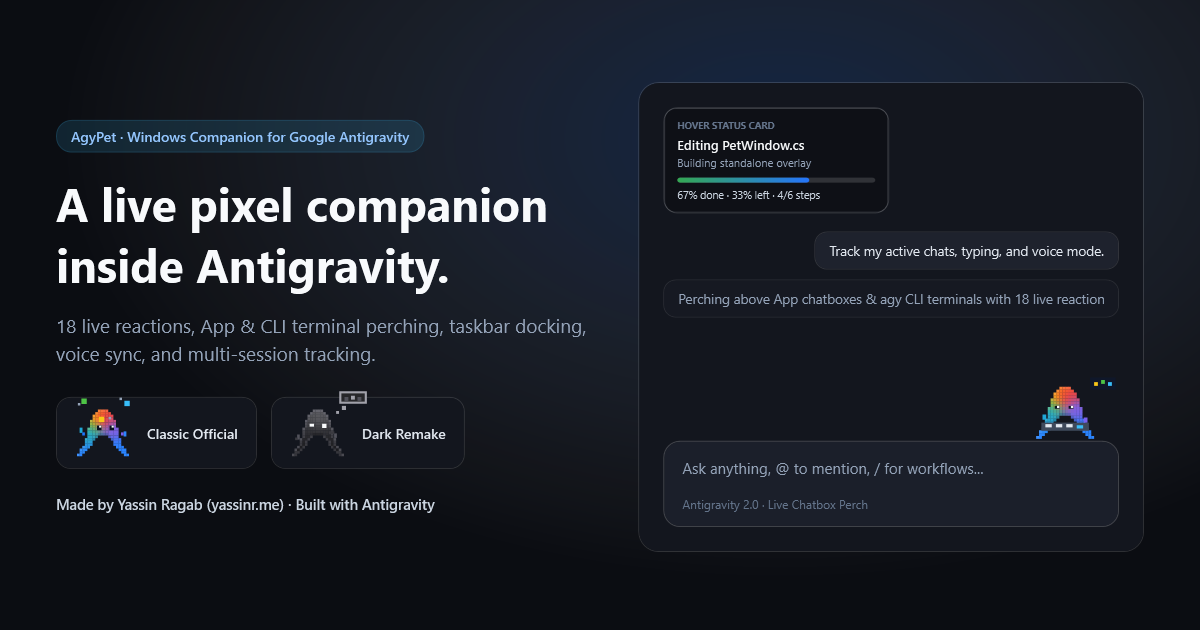 AgyPet · Windows Companion for Google Antigravity
A live pixel companion
inside Antigravity.
18 live reactions, App & CLI terminal perching, taskbar docking,
voice sync, and multi-session tracking.
Classic Official
Dark Remake
Made by Yassin Ragab (yassinr.me) · Built with Antigravity
HOVER STATUS CARD
Editing PetWindow.cs
Building standalone overlay
67% done · 33% left · 4/6 steps
Track my active chats, typing, and voice mode.
Perching above App chatboxes & agy CLI terminals with 18 live reaction
Ask anything, @ to mention, / for workflows...
Antigravity 2.0 · Live Chatbox Perch